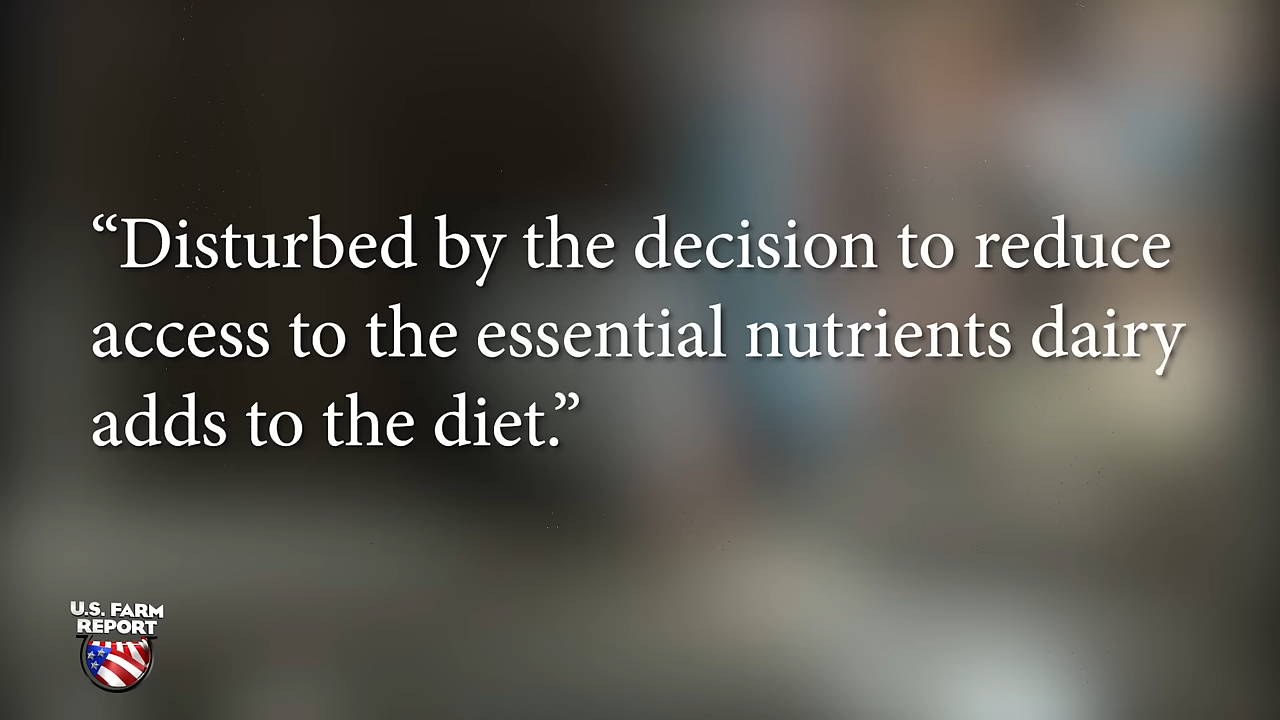 “Disturbed by the decision to reduce
access to the essential nutrients dairy
adds to the diet.”
U.S. FARM
REPORT